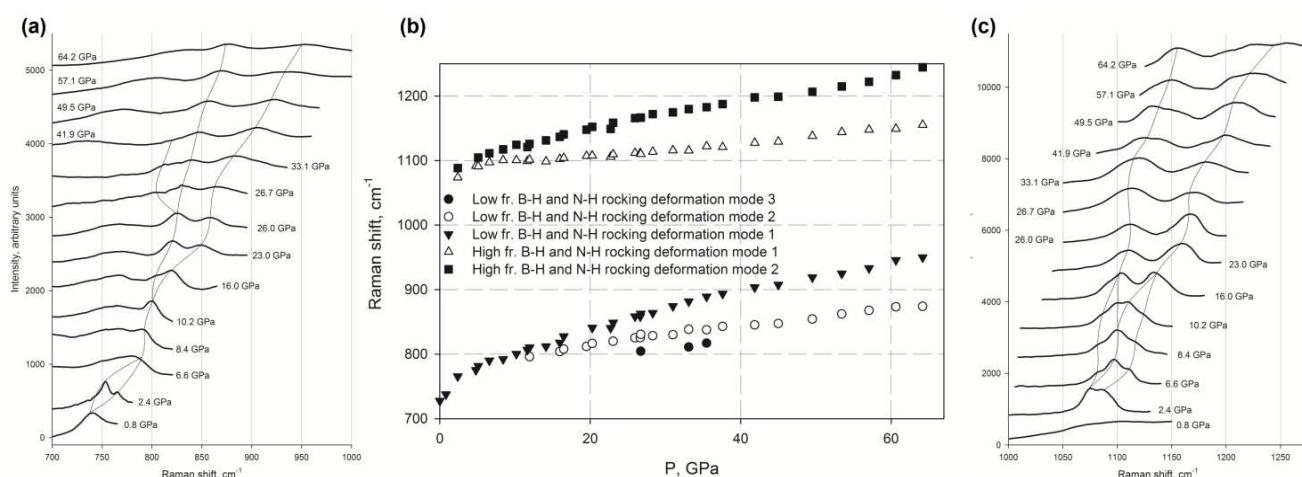 (a)
64.2 GPa
57.1 GPa
49.5 GPa
41.9 GPa
33.1 GPa
26.7 GPa
26.0 GPa
23.0 GPa
16.0 GPa
10.2 GPa
8.4 GPa
6.6 GPa
2.4 GPa
0.8 GPa
5000
4000
3000
2000
1000
0
Intensity, arbitrary units
700 750 800 850 900 950 1000
Raman shift, cm-1
(b)
1200
1100
1000
900
800
700
Raman shift, cm-1
Low fr. B-H and N-H rocking deformation mode 3
Low fr. B-H and N-H rocking deformation mode 2
Low fr. B-H and N-H rocking deformation mode 1
High fr. B-H and N-H rocking deformation mode 1
High fr. B-H and N-H rocking deformation mode 2
0 20 40 60
P, GPa
(c)
64.2 GPa
57.1 GPa
49.5 GPa
41.9 GPa
33.1 GPa
26.7 GPa
26.0 GPa
23.0 GPa
16.0 GPa
10.2 GPa
8.4 GPa
6.6 GPa
2.4 GPa
0.8 GPa
10000
8000
6000
4000
2000
0
1000 1050 1100 1150 1200 1250
Raman shift, cm-1